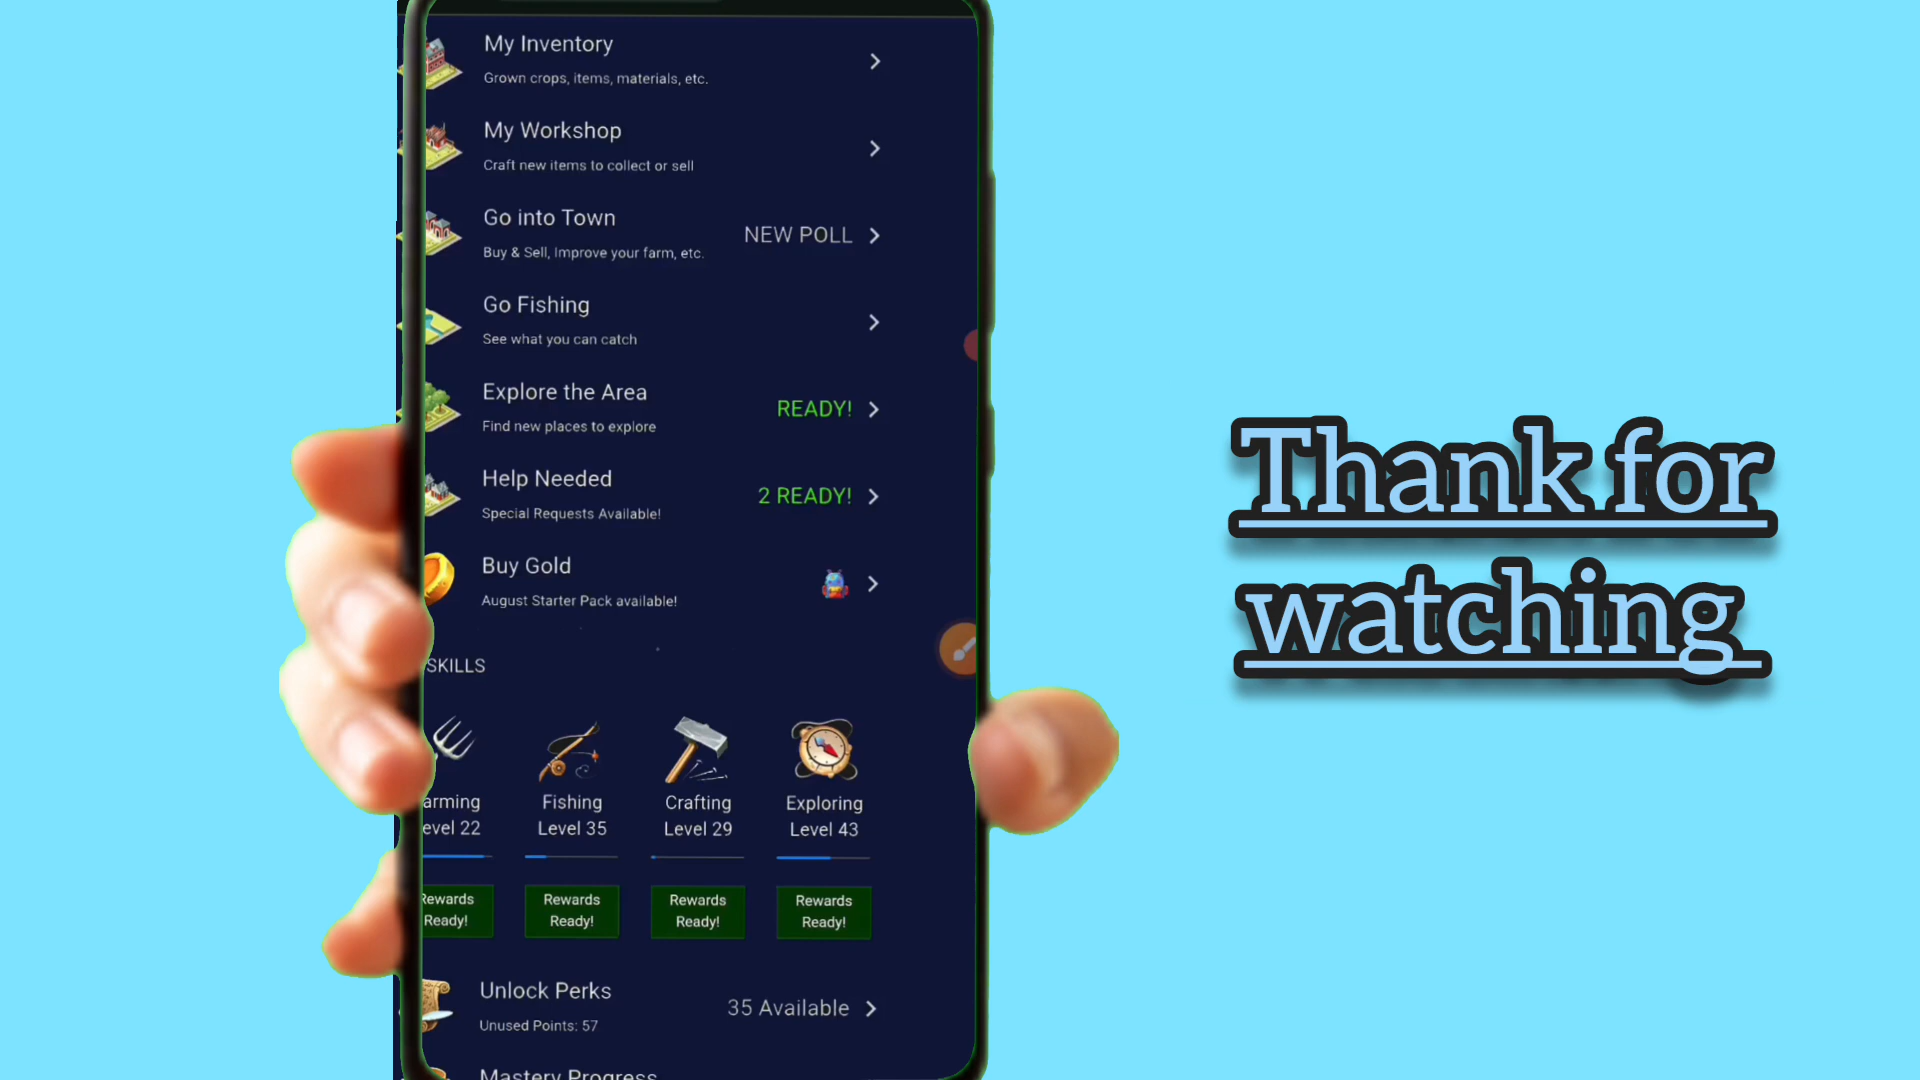 My Inventory
Grown crops, items, materials, etc.
My Workshop
Craft new items to collect or sell
Go into Town
NEW POLL
Buy & Sell, Improve your farm, etc.
Go Fishing
See what you can catch
Explore the Area
READY!
Find new places to explore
Help Needed
2 READY!
Special Requests Available!
Buy Gold
August Starter Pack available!
SKILLS
arming
evel 22
Fishing
Level 35
Crafting
Level 29
Exploring
Level 43
Rewards
Ready!
Rewards
Ready!
Rewards
Ready!
Rewards
Ready!
Unlock Perks
35 Available
Unused Points: 57
Mastery Progress
Thank for
watching